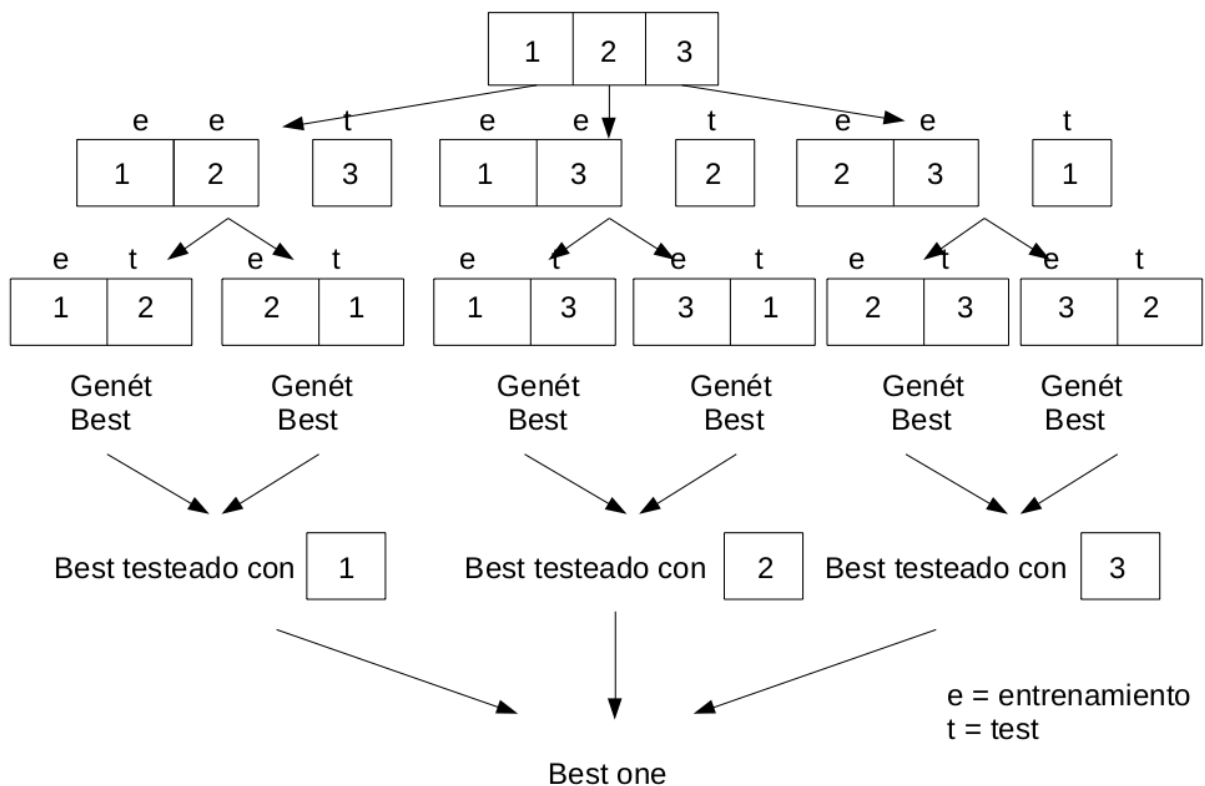 1 2 3
e e t e e t e e t
1 2 3 1 3 2 2 3 1
e t e t e t e t e t e t
1 2 2 1 1 3 3 1 2 3 3 2
Genét Genét Genét Genét Genét Genét
Best Best Best Best Best Best
Best testeado con 1 Best testeado con 2 Best testeado con 3
e = entrenamiento
t = test
Best one